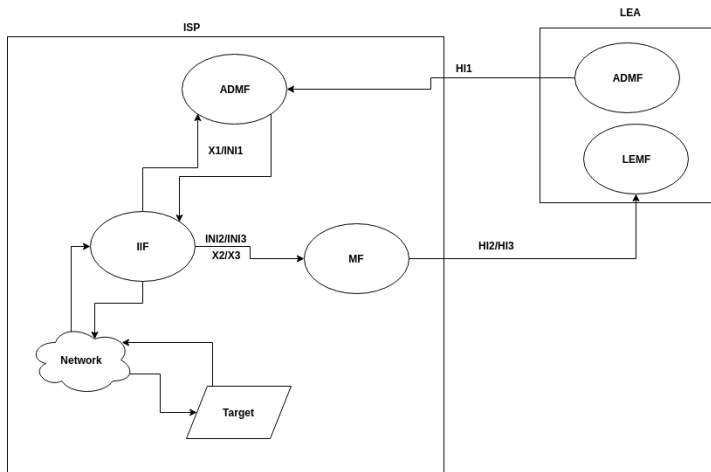 LEA
ISP
HI1
ADMF
ADMF
X1/INI1
LEMF
INI2/INI3
X2/X3
IIF
MF
HI2/HI3
Network
Target